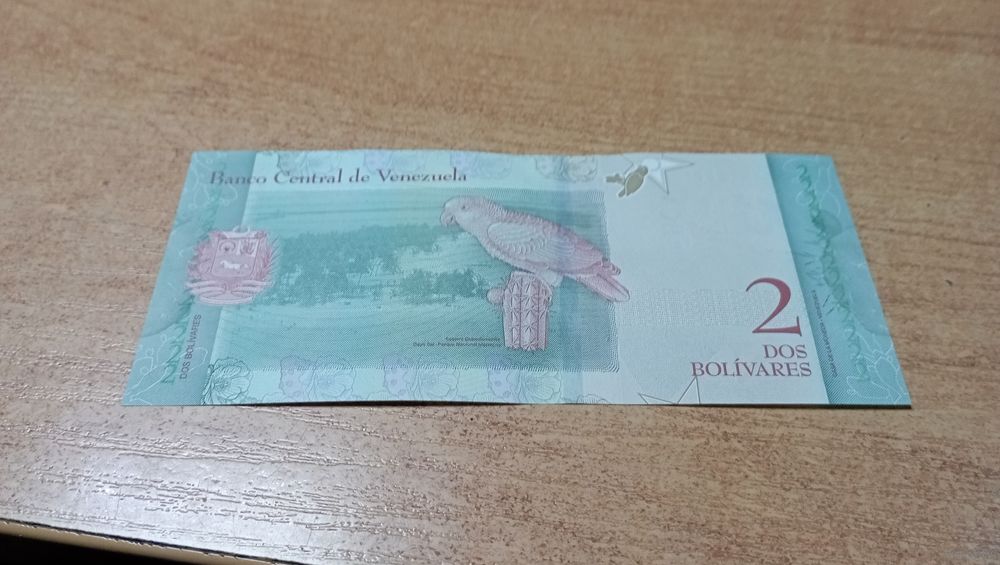 Banco Central de Venezuela
DOS BOLÍVARES
2
DOS
BOLÍVARES